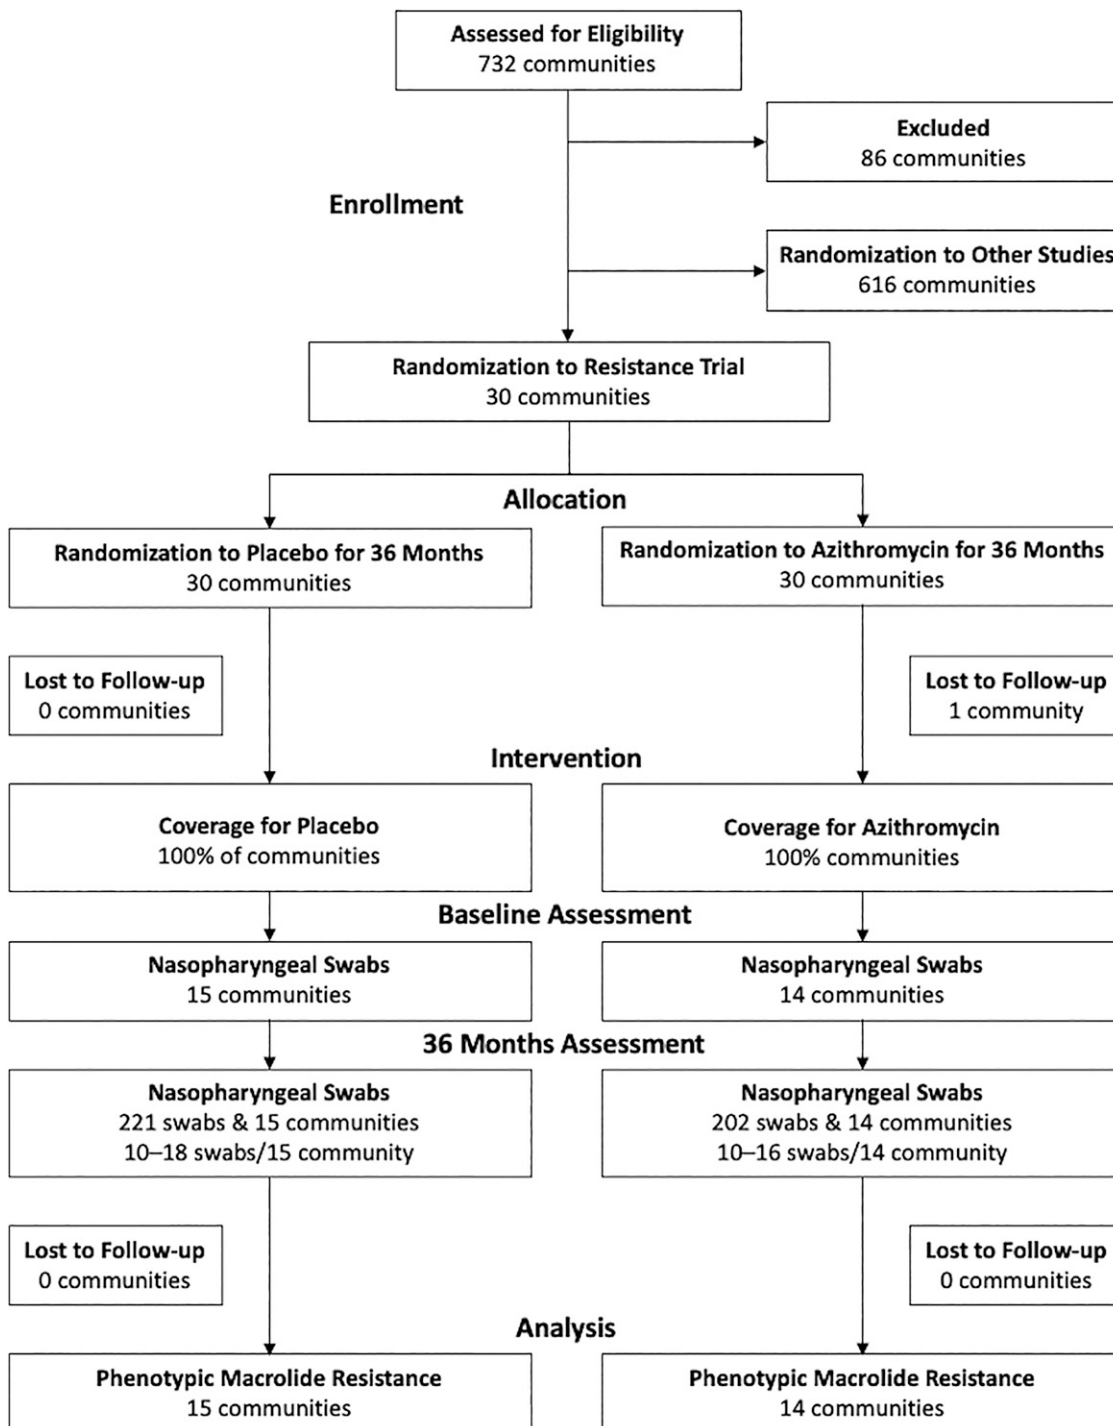 Assessed for Eligibility
732 communities
Excluded
86 communities
Enrollment
Randomization to Other Studies
616 communities
Randomization to Resistance Trial
30 communities
Allocation
Randomization to Placebo for 36 Months
30 communities
Randomization to Azithromycin for 36 Months
30 communities
Lost to Follow-up
0 communities
Lost to Follow-up
1 community
Intervention
Coverage for Placebo
100% of communities
Coverage for Azithromycin
100% communities
Baseline Assessment
Nasopharyngeal Swabs
15 communities
Nasopharyngeal Swabs
14 communities
36 Months Assessment
Nasopharyngeal Swabs
221 swabs & 15 communities
10–18 swabs/15 community
Nasopharyngeal Swabs
202 swabs & 14 communities
10–16 swabs/14 community
Lost to Follow-up
0 communities
Lost to Follow-up
0 communities
Analysis
Phenotypic Macrolide Resistance
15 communities
Phenotypic Macrolide Resistance
14 communities